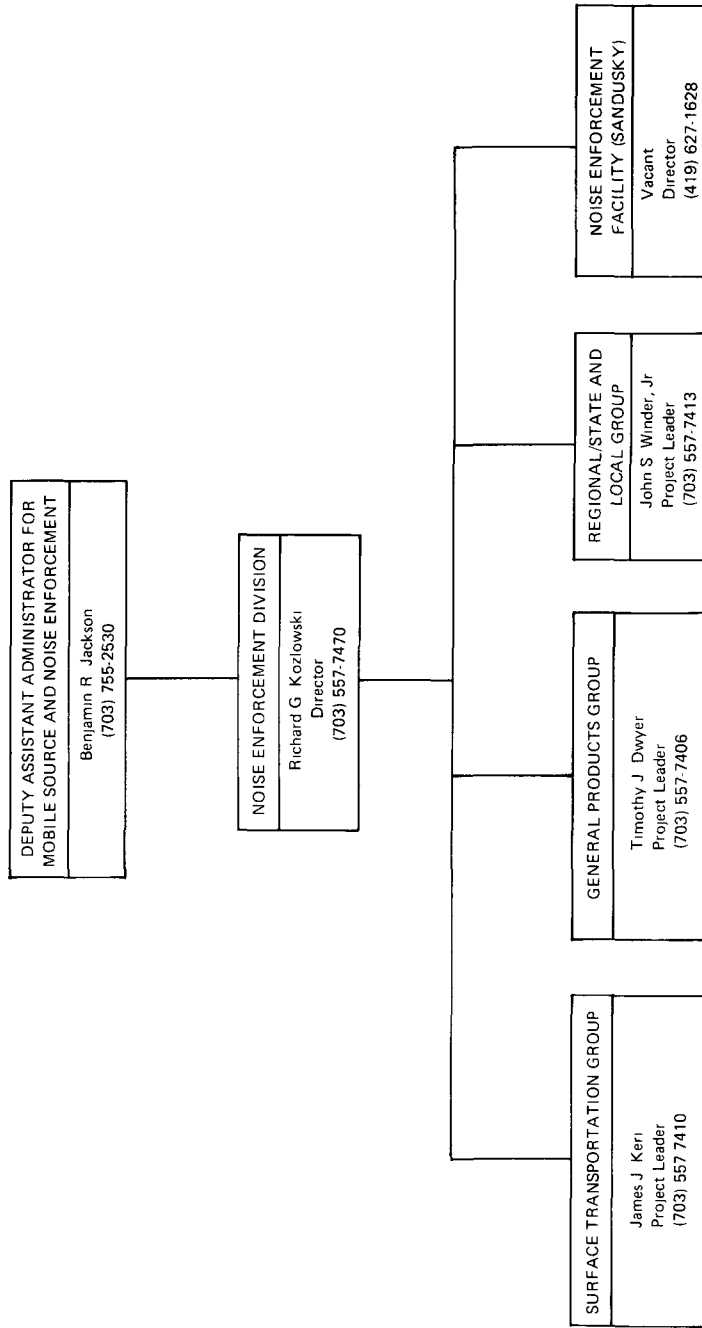 DEPUTY ASSISTANT ADMINISTRATOR FOR
MOBILE SOURCE AND NOISE ENFORCEMENT
Benjamin R Jackson
(703) 755-2530
NOISE ENFORCEMENT DIVISION
Richard G Kozlowski
Director
(703) 557-7470
SURFACE TRANSPORTATION GROUP
James J Keri
Project Leader
(703) 557 7410
GENERAL PRODUCTS GROUP
Timothy J Dwyer
Project Leader
(703) 557-7406
REGIONAL/STATE AND
LOCAL GROUP
John S Winder, Jr
Project Leader
(703) 557-7413
NOISE ENFORCEMENT
FACILITY (SANDUSKY)
Vacant
Director
(419) 627-1628